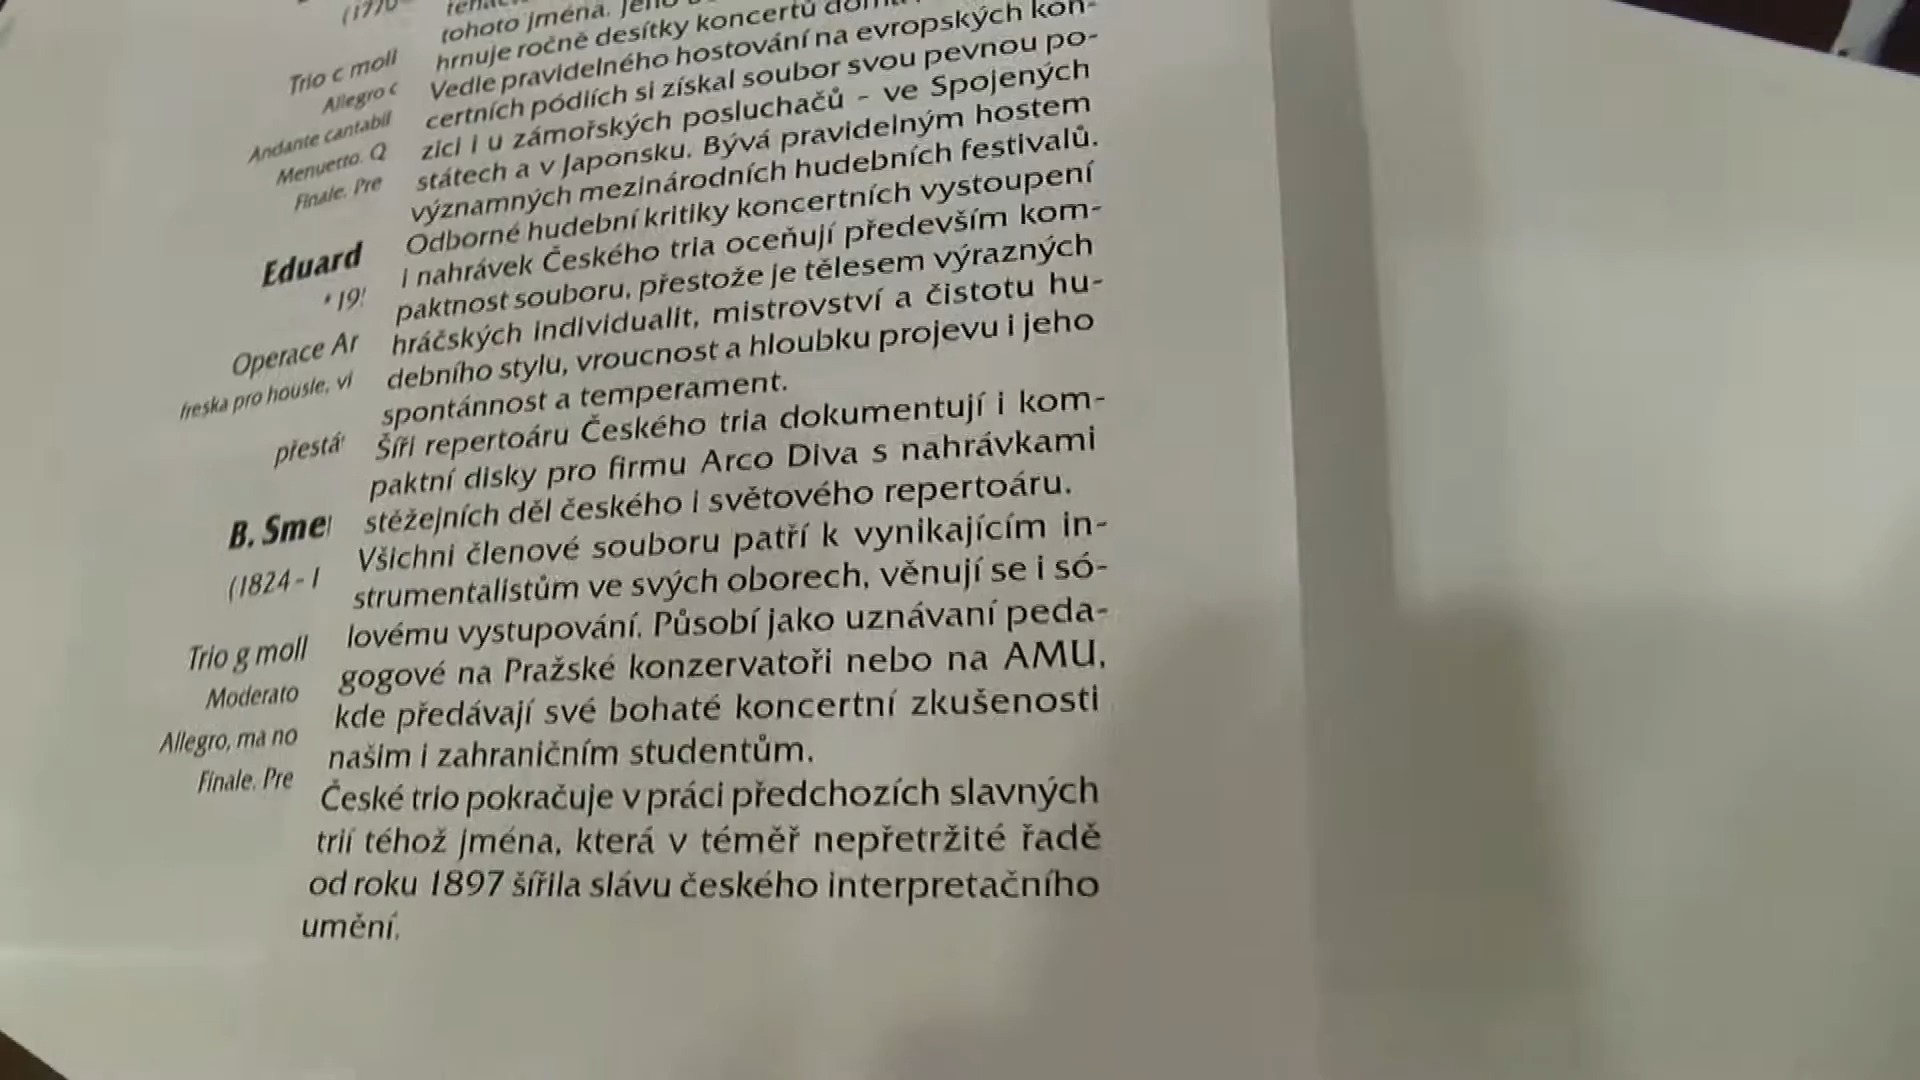 (1770
Trio c moll
Allegro c
Andante cantabil
Menuetto. Q
Finale. Pre
Eduard
* 19
Operace Ar
freska pro housle, vi
přestá
B. Sme
(1824 - 1
Trio g moll
Moderato
Allegro, ma no
Finale. Pre
tohoto jména.
hrnuje ročně desítky koncertů
Vedle pravidelného hostování na evropských kon-
certních pódiích si získal soubor svou pevnou po-
zici i u zámořských posluchačů - ve Spojených
státech a v Japonsku. Bývá pravidelným hostem
významných mezinárodních hudebních festivalů.
Odborné hudební kritiky koncertních vystoupení
i nahrávek Českého tria oceňují především kom-
paktnost souboru, přestože je tělesem výrazných
hráčských individualit, mistrovství a čistotu hu-
debního stylu, vroucnost a hloubku projevu i jeho
spontánnost a temperament.
Šíři repertoáru Českého tria dokumentují i kom-
paktní disky pro firmu Arco Diva s nahrávkami
stěžejních děl českého i světového repertoáru.
Všichni členové souboru patří k vynikajícím in-
strumentalistům ve svých oborech, věnují se i só-
lovému vystupování. Působí jako uznávaní peda-
gogové na Pražské konzervatoři nebo na AMU,
kde předávají své bohaté koncertní zkušenosti
našim i zahraničním studentům.
České trio pokračuje v práci předchozích slavných
trií téhož jména, která v téměř nepřetržité řadě
od roku 1897 šířila slávu českého interpretačního
umění.